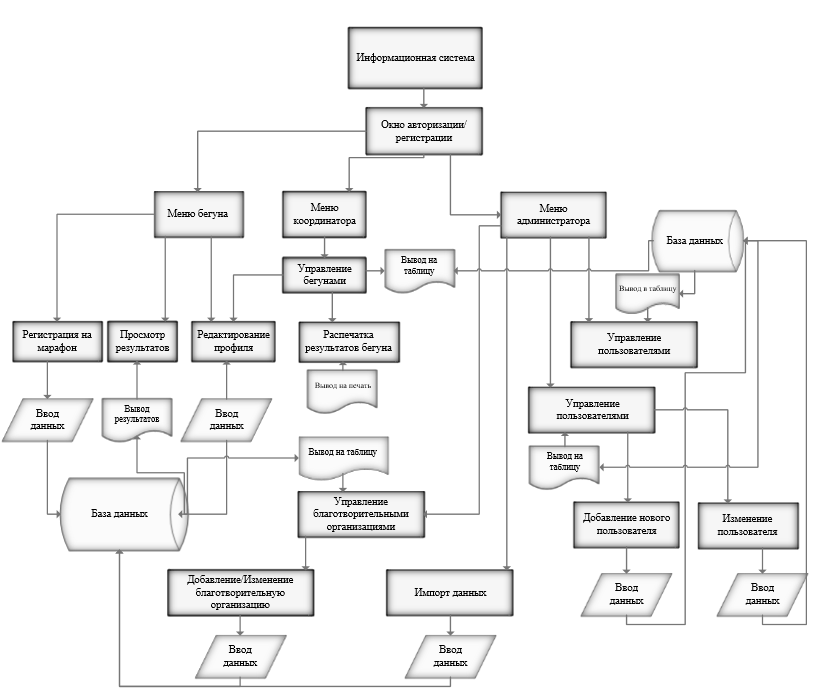 Информационная система
Окно авторизации/
регистрации
Меню бегуна
Меню
координатора
Меню
администратора
База данных
Управление
бегунами
Вывод на
таблицу
Вывод в таблицу
Регистрация на
марафон
Просмотр
результатов
Редактирование
профиля
Распечатка
результатов бегуна
Управление
пользователями
Вывод на печать
Ввод
данных
Вывод
результатов
Ввод
данных
Управление
пользователями
Вывод на таблицу
Вывод на
таблицу
База данных
Управление
благотворительными
организациями
Добавление нового
пользователя
Изменение
пользователя
Добавление/Изменение
благотворительную
организацию
Импорт данных
Ввод
данных
Ввод
данных
Ввод
данных
Ввод
данных